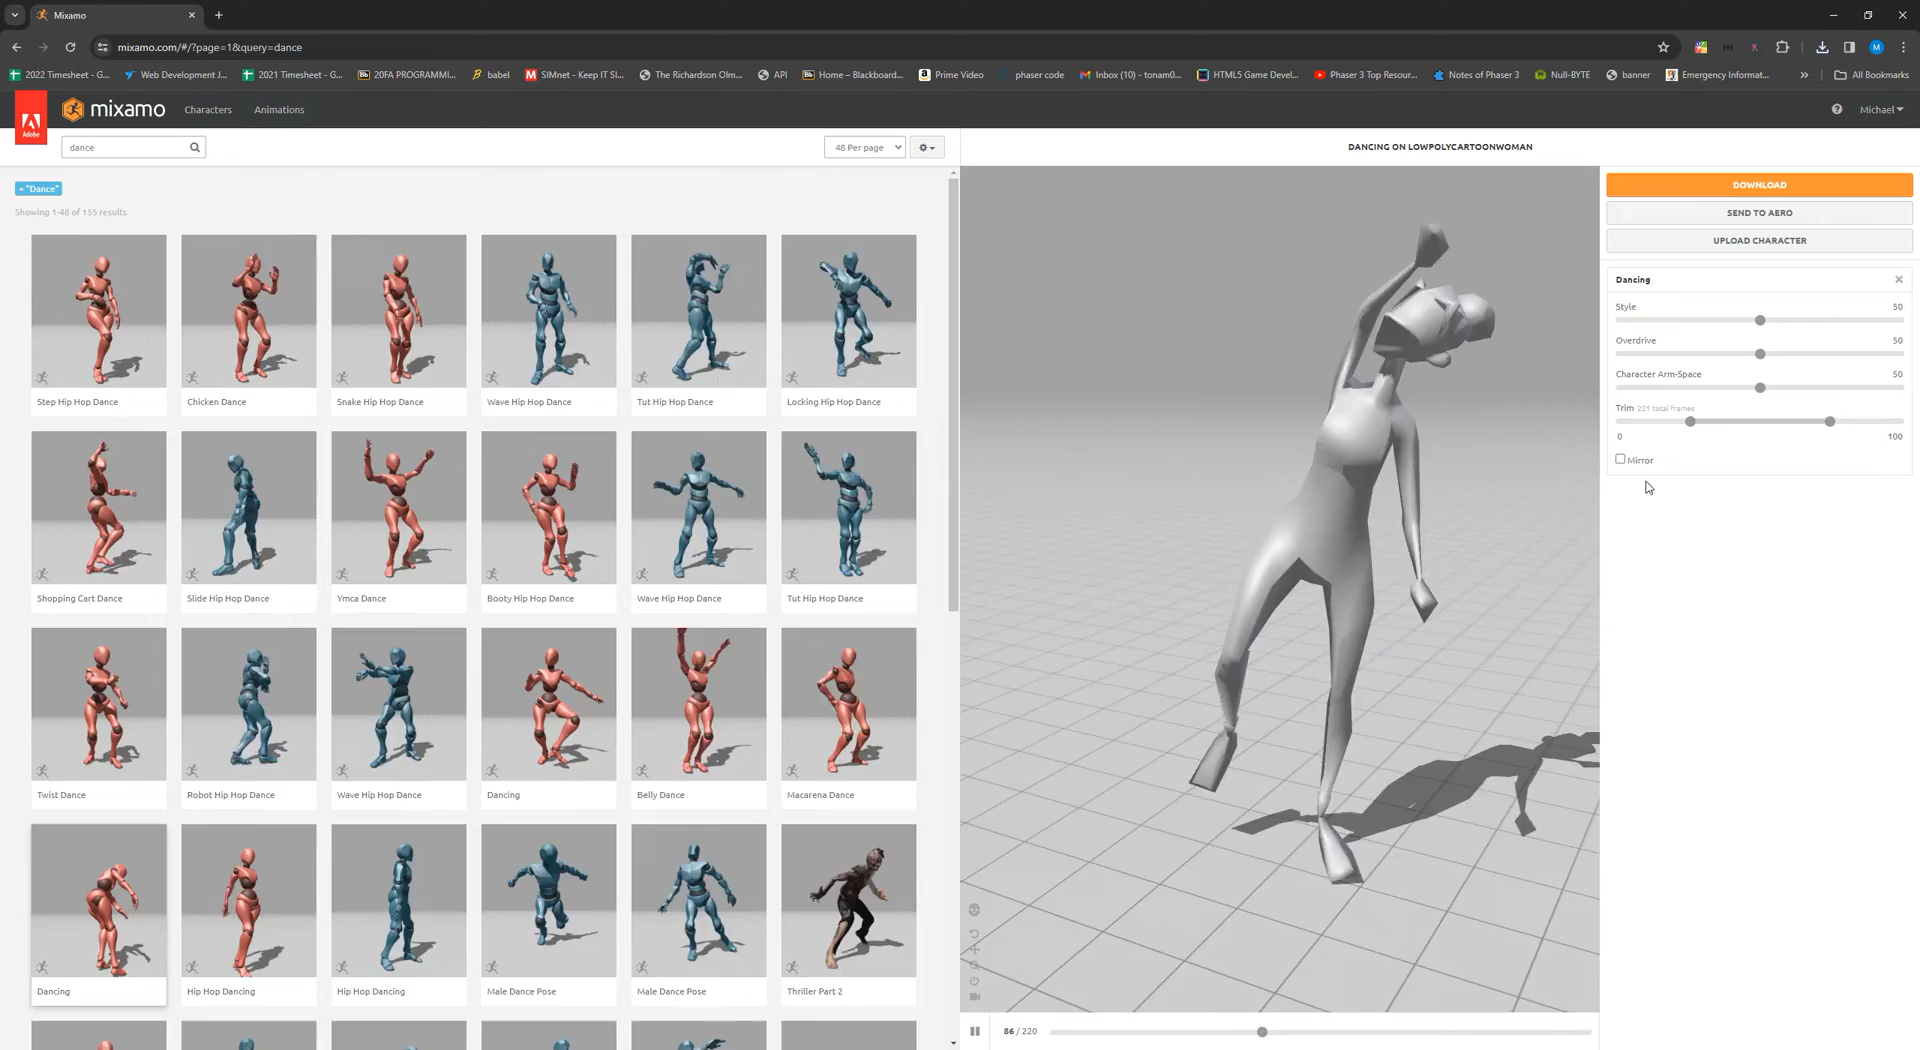 Mixamo
mixamo.com/#/?page=1&query=dance
2022 Timesheet - G...
Web Development J...
2021 Timesheet - G...
20FA PROGRAMMI...
babel
SIMnet - Keep IT SI...
The Richardson Olm...
API
Home – Blackboard...
Prime Video
phaser code
Inbox (10) - tonam0...
HTML5 Game Devel...
Phaser 3 Top Resour...
Notes of Phaser 3
Null-BYTE
banner
Emergency Informat...
All Bookmarks
Adobe
mixamo
Characters
Animations
Michael
dance
48 Per page
DANCING ON LOWPOLYCARTOONWOMAN
"Dance"
Showing 1-48 of 155 results
Step Hip Hop Dance
Chicken Dance
Snake Hip Hop Dance
Wave Hip Hop Dance
Tut Hip Hop Dance
Locking Hip Hop Dance
Shopping Cart Dance
Slide Hip Hop Dance
Ymca Dance
Booty Hip Hop Dance
Wave Hip Hop Dance
Tut Hip Hop Dance
Twist Dance
Robot Hip Hop Dance
Wave Hip Hop Dance
Dancing
Belly Dance
Macarena Dance
Dancing
Hip Hop Dancing
Hip Hop Dancing
Male Dance Pose
Male Dance Pose
Thriller Part 2
86 / 220
DOWNLOAD
SEND TO AERO
UPLOAD CHARACTER
Dancing
Style 50
Overdrive 50
Character Arm-Space 50
Trim 221 total frames
0 100
Mirror